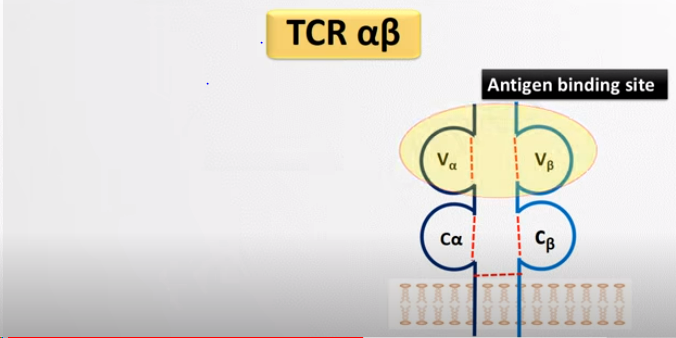 TCR αβ
Antigen binding site
Vα Vβ
Cα Cβ